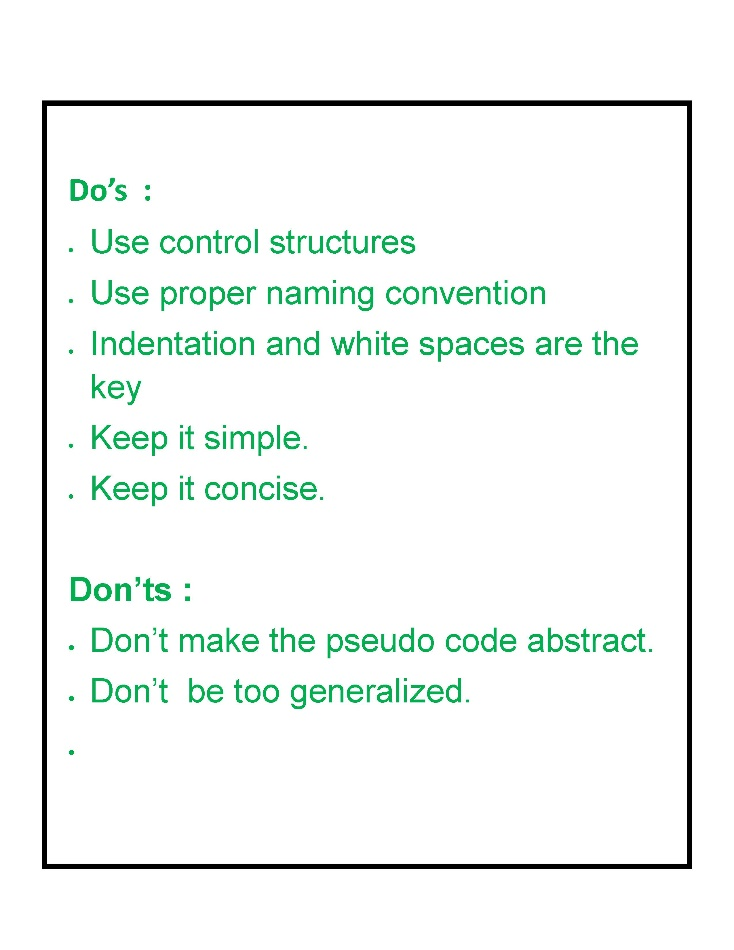 Do’s :
. Use control structures
. Use proper naming convention
. Indentation and white spaces are the
key
. Keep it simple.
. Keep it concise.
Don’ts :
. Don’t make the pseudo code abstract.
. Don’t  be too generalized.
.